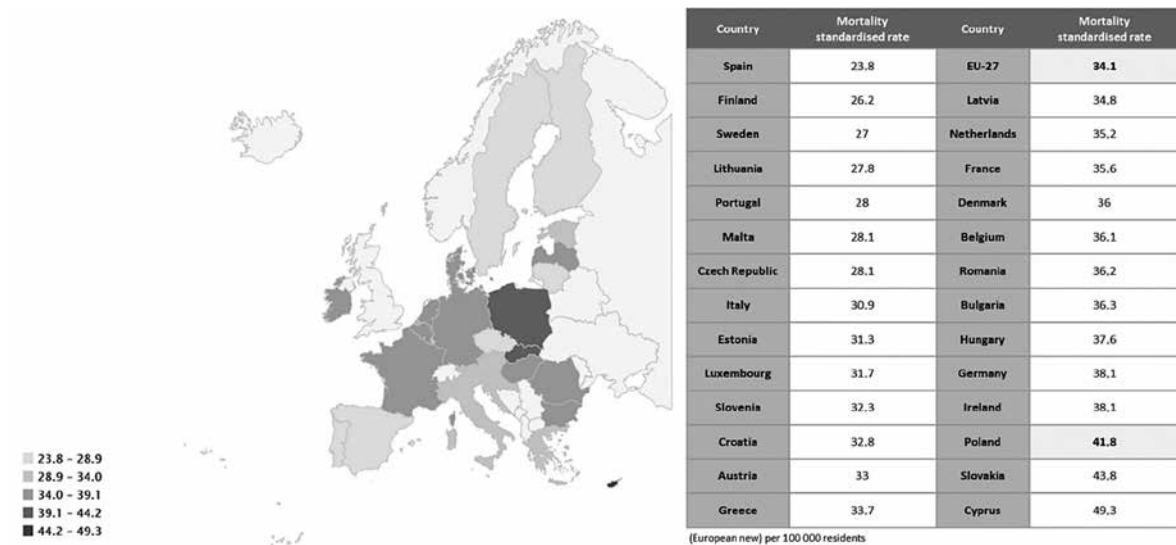 23.8 – 28.9
28.9 – 34.0
34.0 – 39.1
39.1 – 44.2
44.2 – 49.3
Country Mortality standardised rate Country Mortality standardised rate
Spain 23.8 EU-27 34.1
Finland 26.2 Latvia 34,8
Sweden 27 Netherlands 35,2
Lithuania 27.8 France 35.6
Portugal 28 Denmark 36
Malta 28.1 Belgium 36,1
Czech Republic 28.1 Romania 36,2
Italy 30.9 Bulgaria 36.3
Estonia 31.3 Hungary 37.6
Luxembourg 31.7 Germany 38,1
Slovenia 32.3 Ireland 38,1
Croatia 32.8 Poland 41.8
Austria 33 Slovakia 43,8
Greece 33.7 Cyprus 49,3
(European new) per 100 000 residents